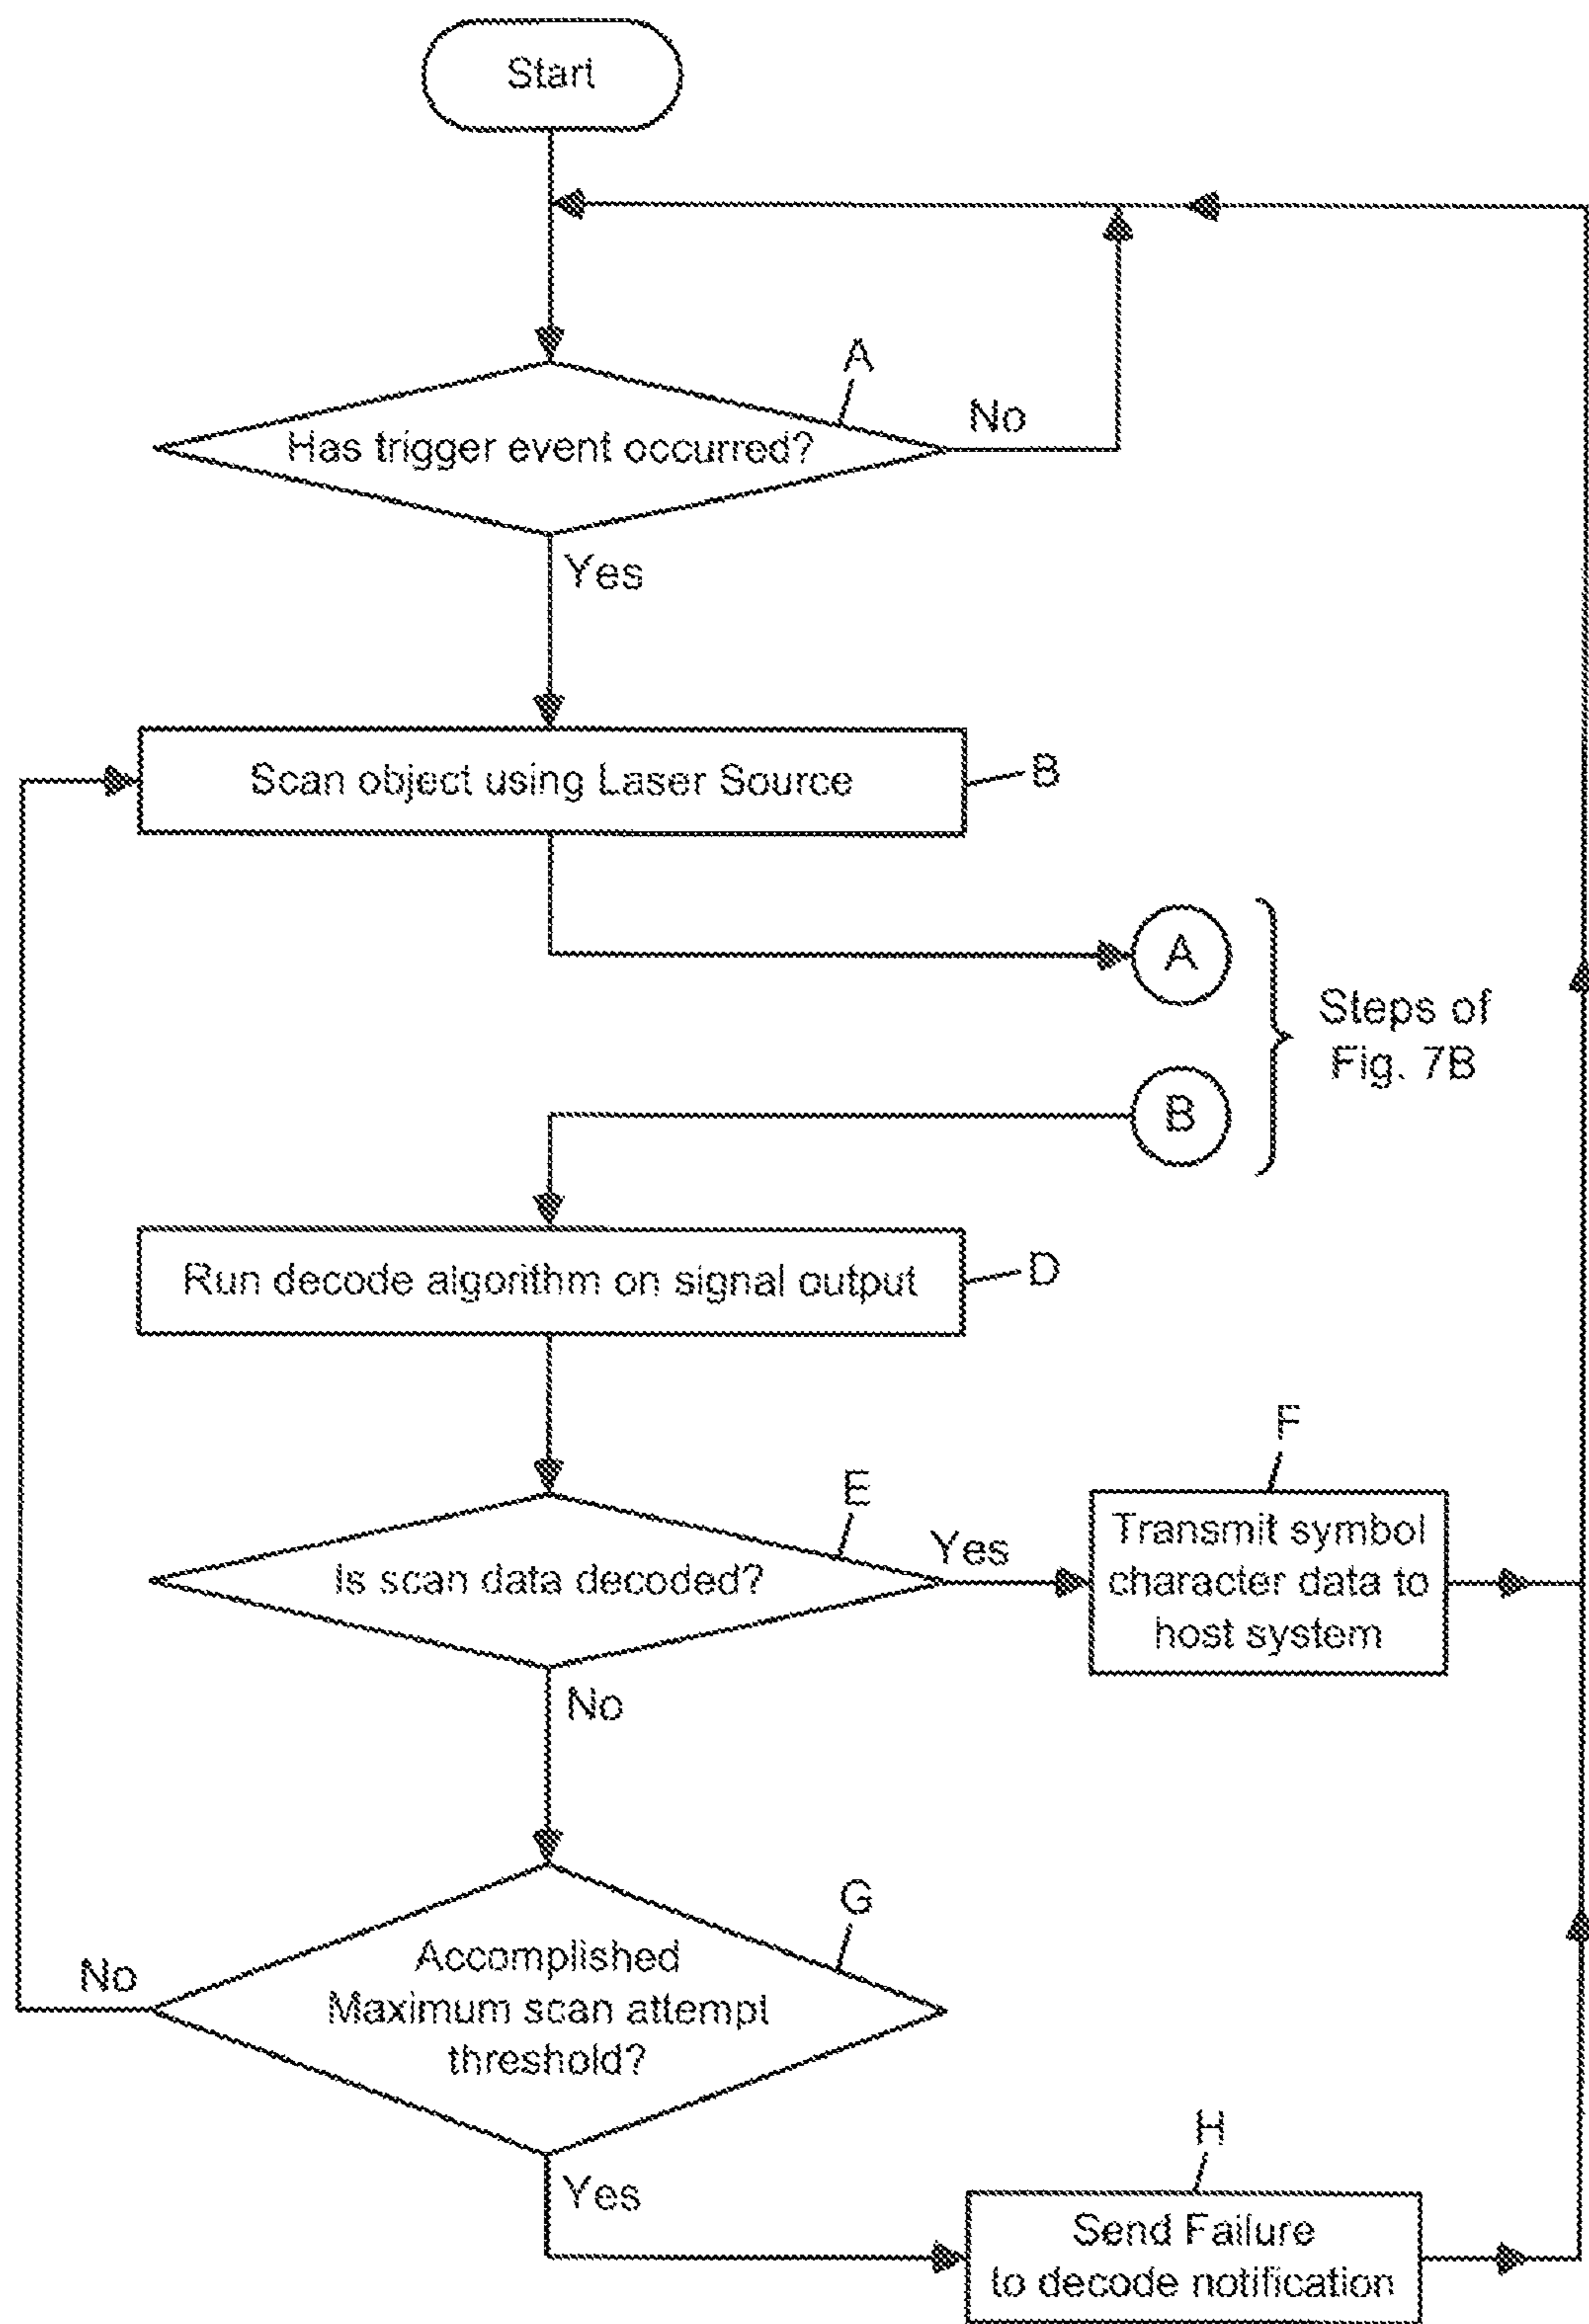 Start
A
Has trigger event occurred?
No
Yes
Scan object using Laser Source
B
A
Steps of
Fig. 7B
B
Run decode algorithm on signal output
D
E
Is scan data decoded?
Yes
F
Transmit symbol
character data to
host system
No
G
Accomplished
Maximum scan attempt
threshold?
No
Yes
H
Send Failure
to decode notification